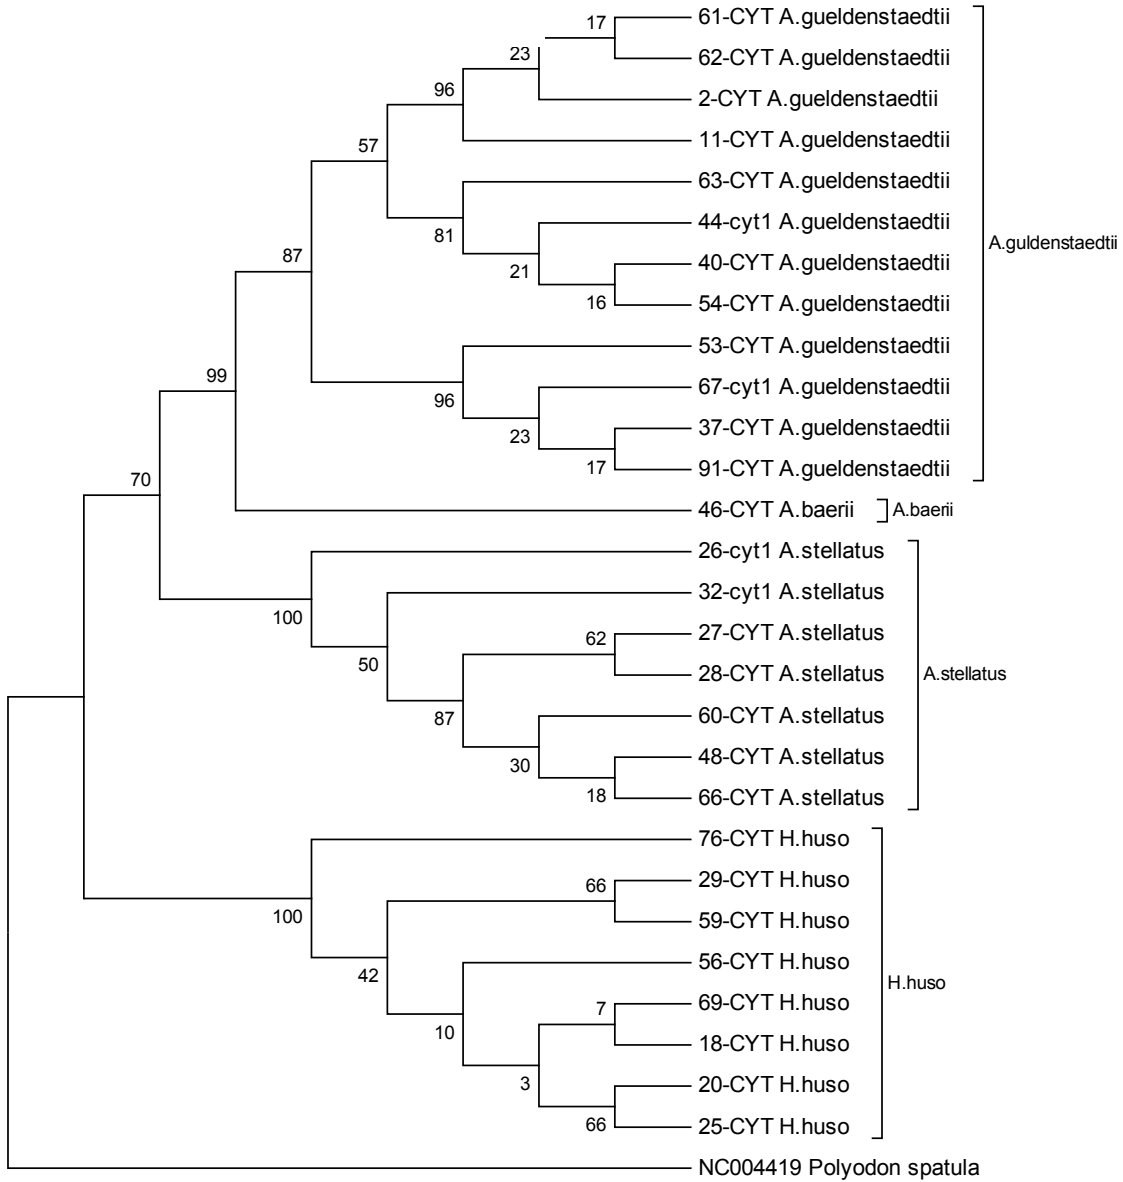 17
61-CYT A.gueldenstaedtii
62-CYT A.gueldenstaedtii
23
2-CYT A.gueldenstaedtii
96
11-CYT A.gueldenstaedtii
57
63-CYT A.gueldenstaedtii
81
44-cyt1 A.gueldenstaedtii
21
40-CYT A.gueldenstaedtii
16
54-CYT A.gueldenstaedtii
A.guldenstaedtii
87
53-CYT A.gueldenstaedtii
96
67-cyt1 A.gueldenstaedtii
23
37-CYT A.gueldenstaedtii
17
91-CYT A.gueldenstaedtii
99
46-CYT A.baerii
A.baerii
70
26-cyt1 A.stellatus
100
32-cyt1 A.stellatus
50
62
27-CYT A.stellatus
28-CYT A.stellatus
A.stellatus
87
60-CYT A.stellatus
30
48-CYT A.stellatus
18
66-CYT A.stellatus
76-CYT H.huso
100
66
29-CYT H.huso
59-CYT H.huso
42
56-CYT H.huso
H.huso
10
7
69-CYT H.huso
18-CYT H.huso
3
20-CYT H.huso
66
25-CYT H.huso
NC004419 Polyodon spatula